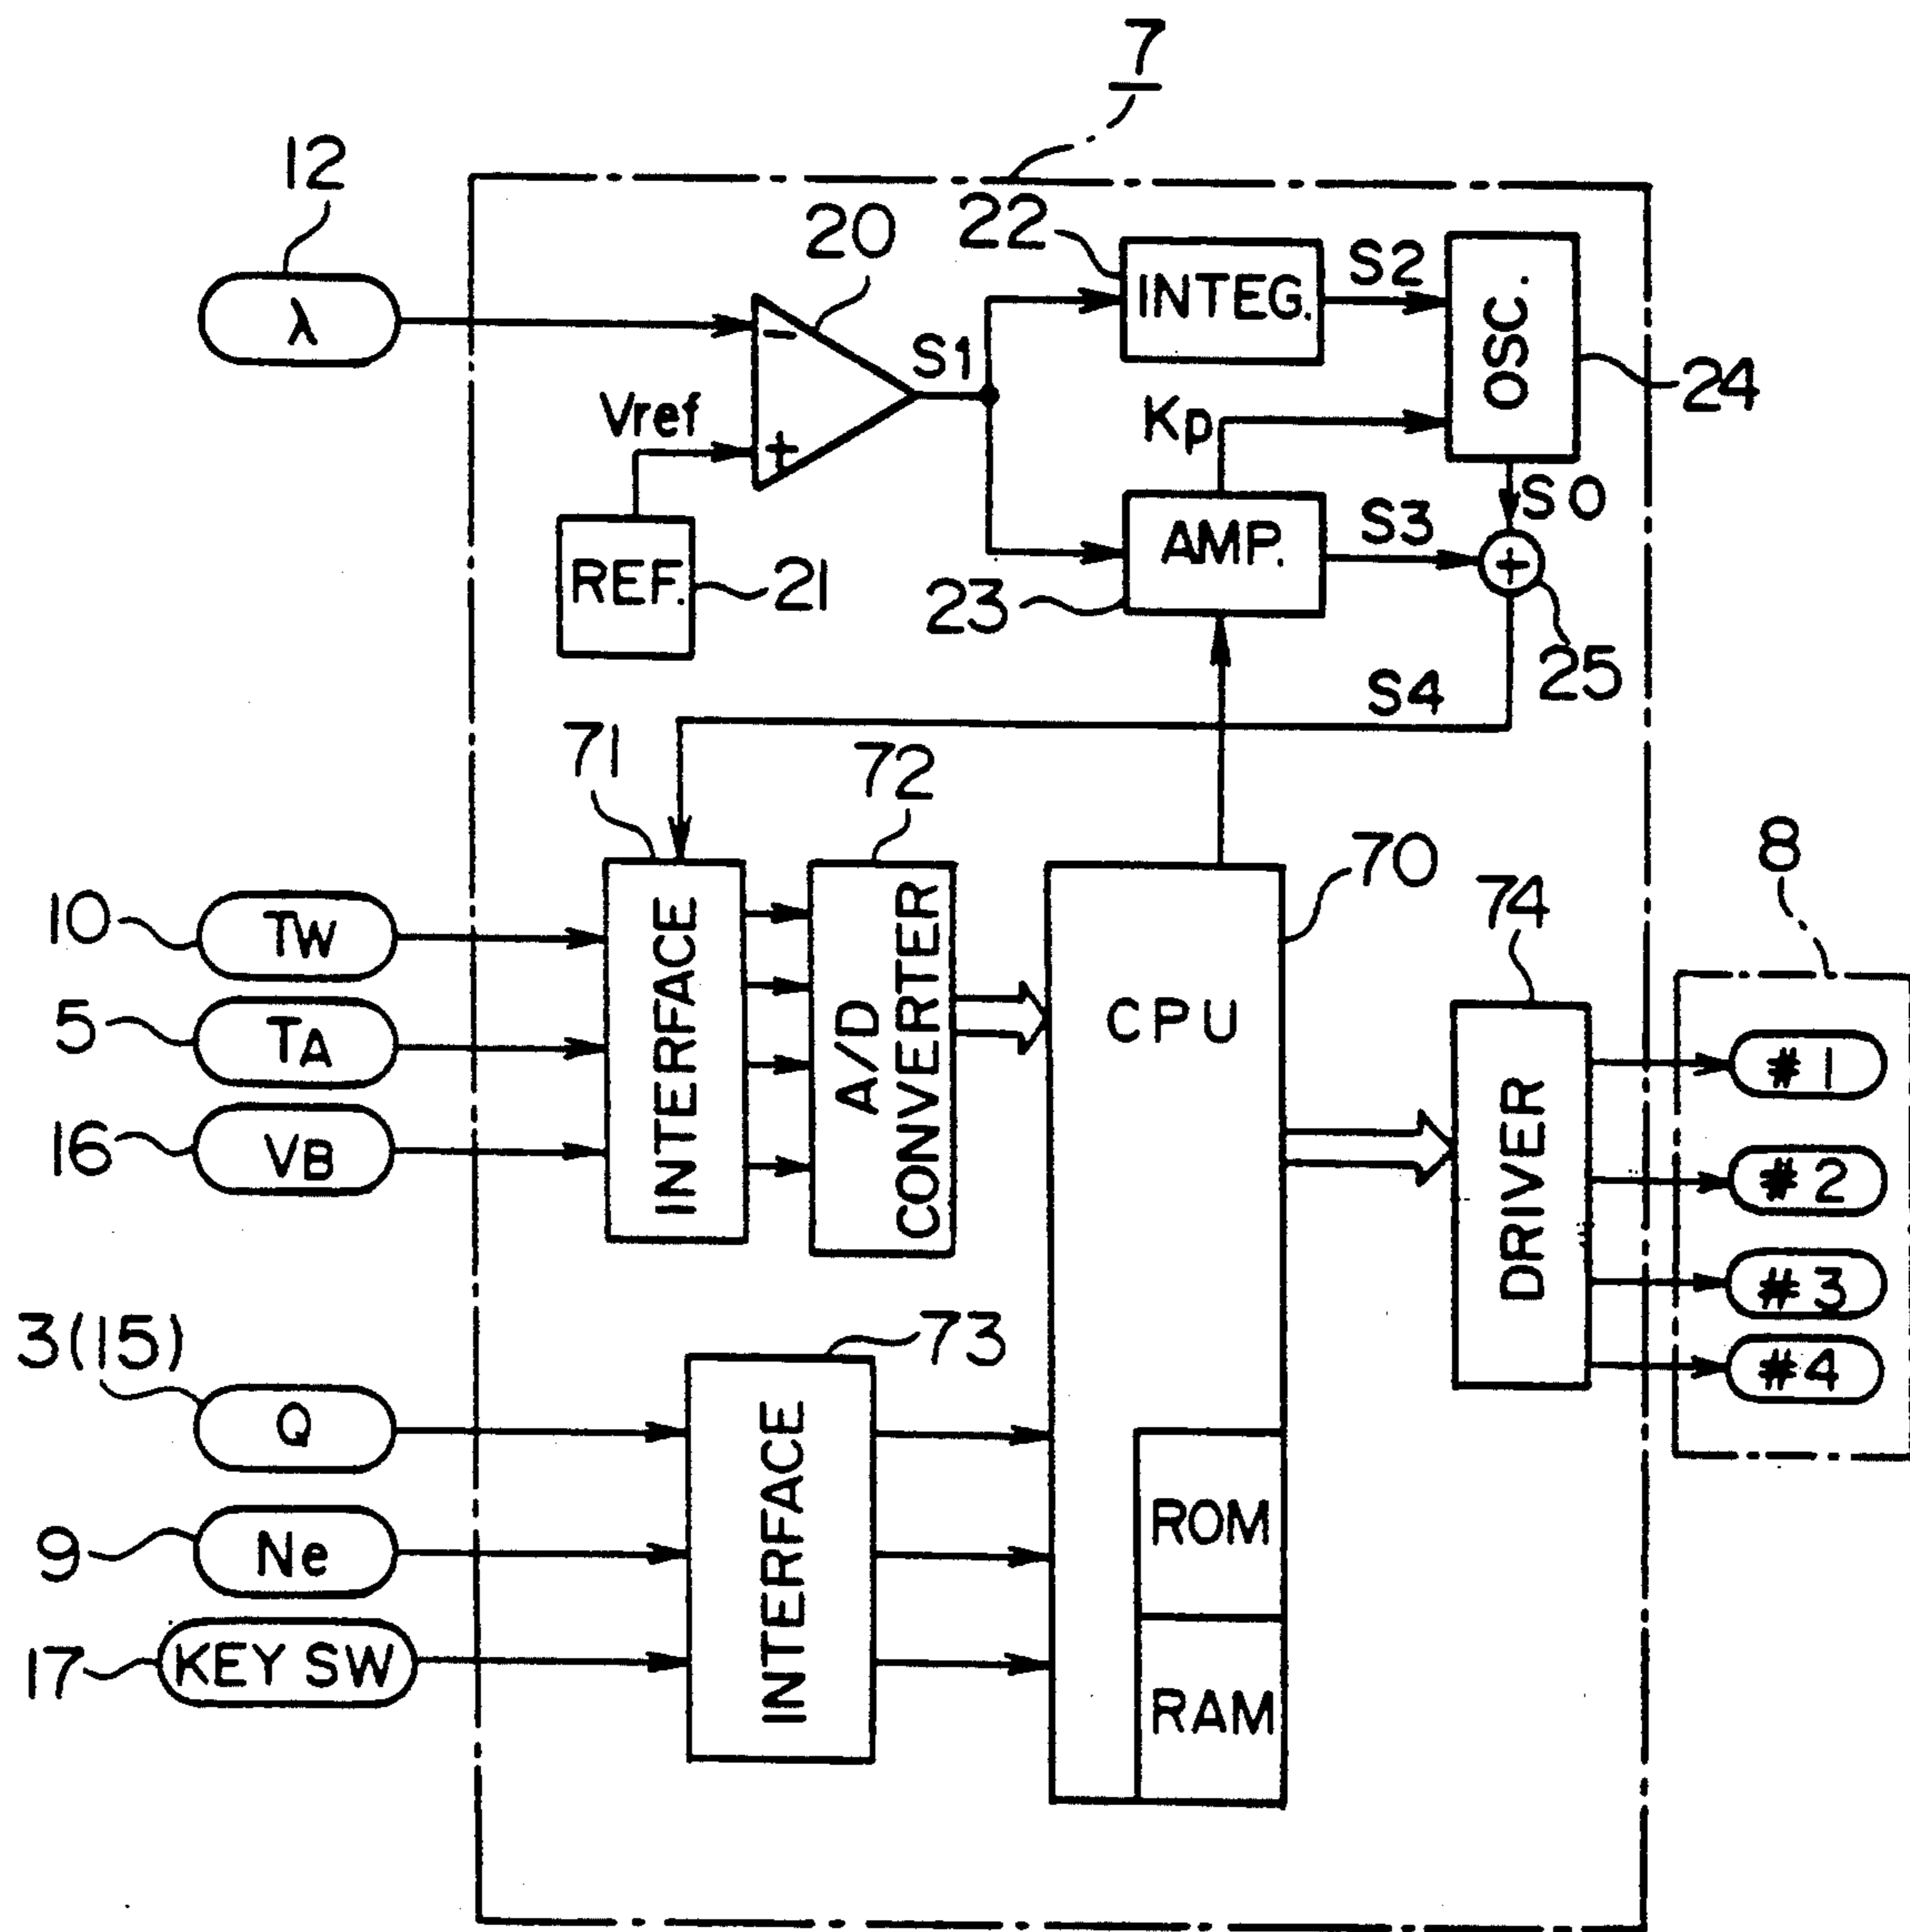 7
12
20
22
λ
INTEG.
S2
OSC.
24
S1
Vref
Kp
S0
REF.
21
23
AMP.
S3
25
S4
71
72
70
8
10
TW
5
TA
16
VB
INTERFACE
A/D
CONVERTER
CPU
74
DRIVER
#1
#2
#3
#4
3(15)
Q
9
Ne
17
KEY SW
73
INTERFACE
ROM
RAM